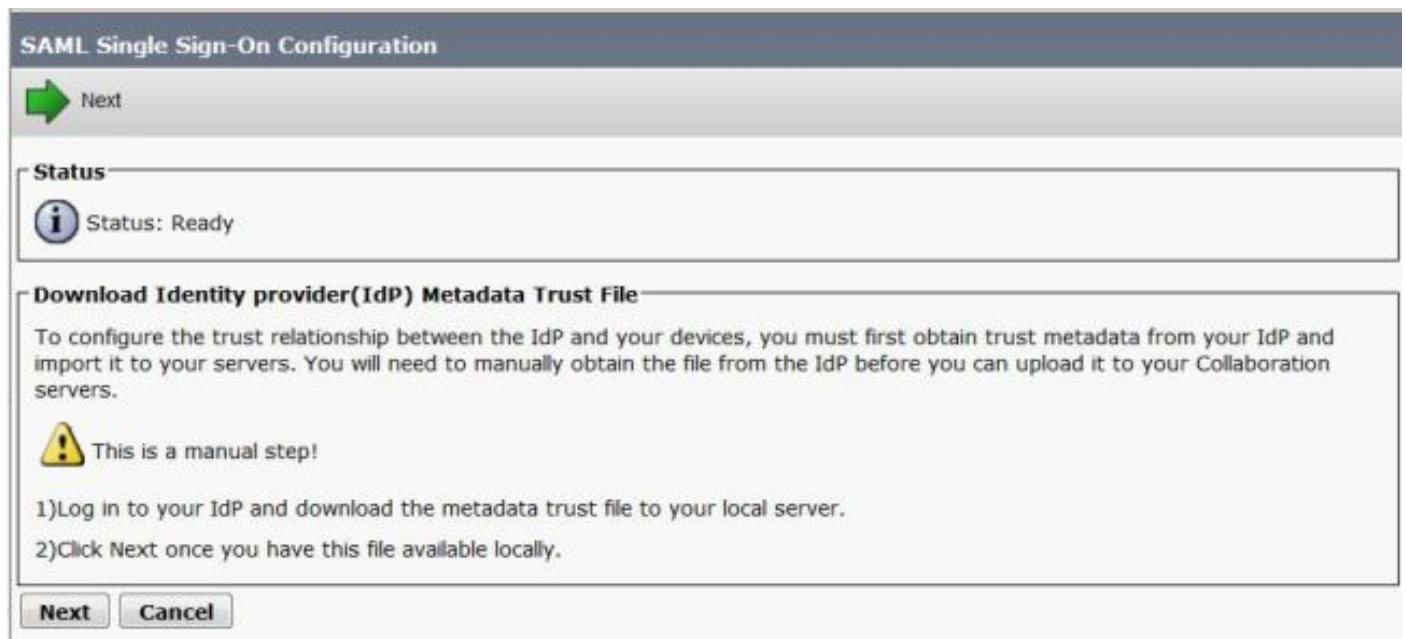 SAML Single Sign-On Configuration
Next
Status
Status: Ready
Download Identity provider(IdP) Metadata Trust File
To configure the trust relationship between the IdP and your devices, you must first obtain trust metadata from your IdP and
import it to your servers. You will need to manually obtain the file from the IdP before you can upload it to your Collaboration
servers.
This is a manual step!
1)Log in to your IdP and download the metadata trust file to your local server.
2)Click Next once you have this file available locally.
Next Cancel